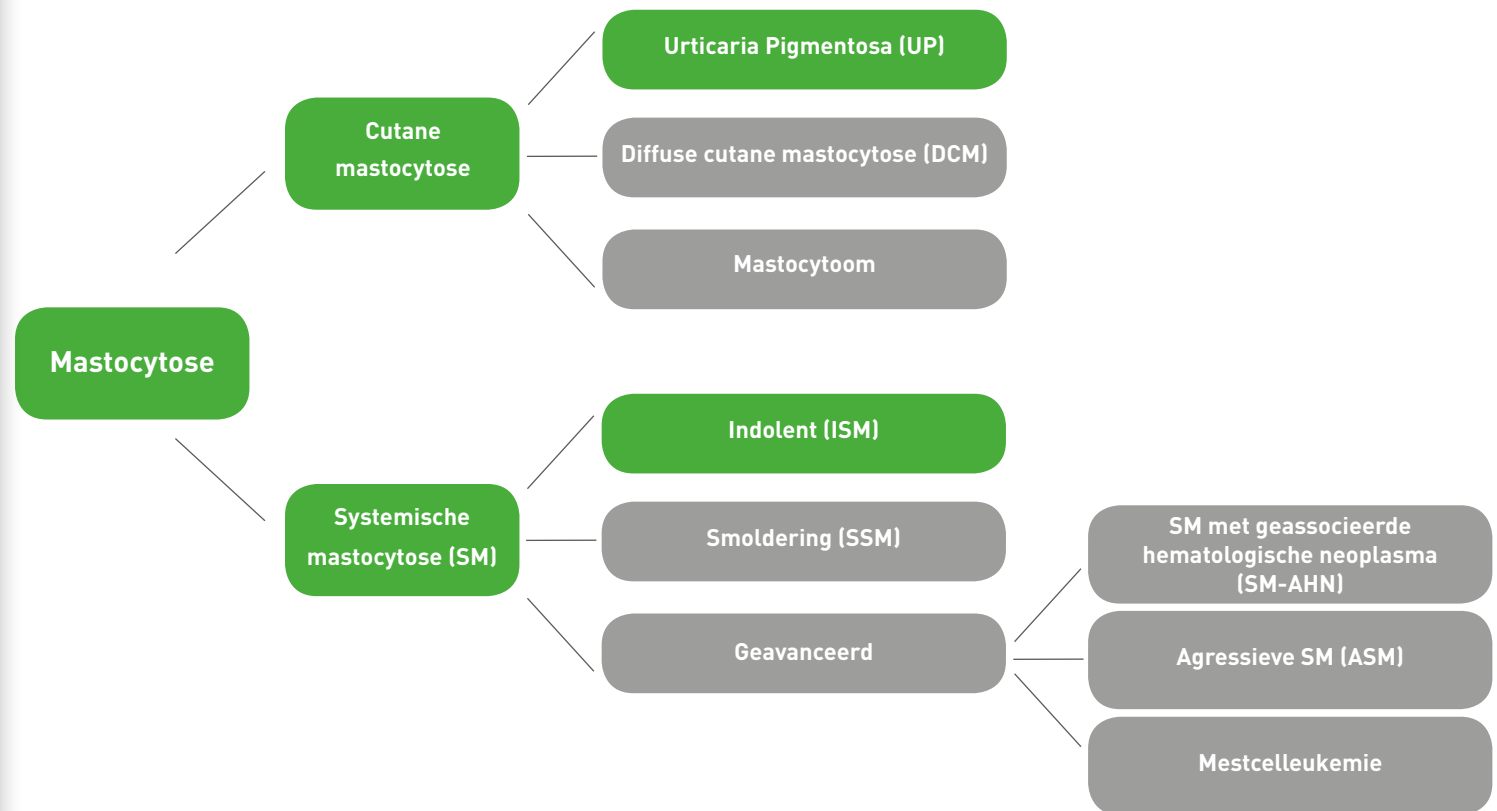 Mastocytose
Cutane
mastocytose
Urticaria Pigmentosa (UP)
Diffuse cutane mastocytose (DCM)
Mastocytoom
Systemische
mastocytose (SM)
Indolent (ISM)
Smoldering (SSM)
Geavanceerd
SM met geassocieerde
hematologische neoplasma
(SM-AHN)
Agressieve SM (ASM)
Mestcelleukemie